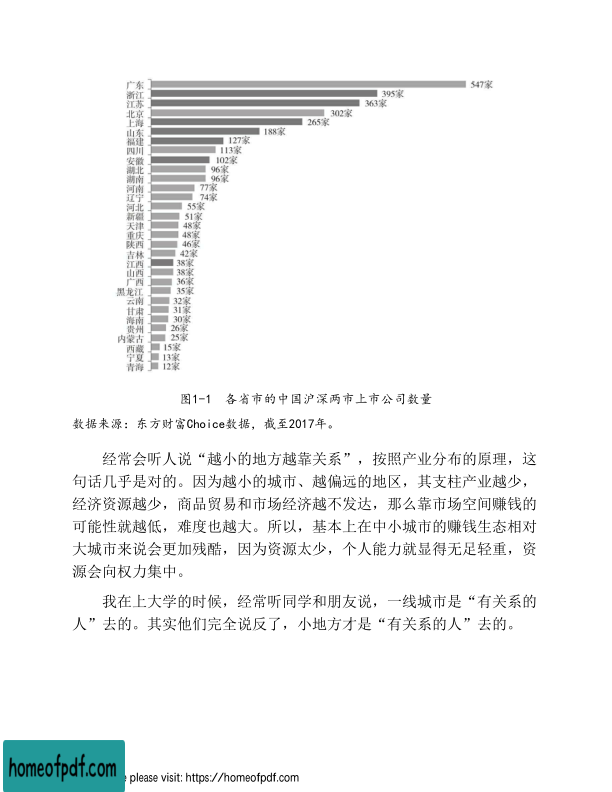 广东 547家
浙江 395家
江苏 363家
北京 302家
上海 265家
山东 188家
福建 127家
四川 113家
安徽 102家
湖北 96家
湖南 96家
河南 77家
辽宁 74家
河北 55家
新疆 51家
天津 48家
重庆 48家
陕西 46家
吉林 42家
江西 38家
山西 38家
广西 36家
黑龙江 35家
云南 32家
甘肃 31家
海南 30家
贵州 26家
内蒙古 25家
西藏 15家
宁夏 13家
青海 12家
图1-1 各省市的中国沪深两市上市公司数量
数据来源：东方财富Choice数据，截至2017年。
经常会听人说“越小的地方越靠关系”，按照产业分布的原理，这
句话几乎是对的。因为越小的城市、越偏远的地区，其支柱产业越少，
经济资源越少，商品贸易和市场经济越不发达，那么靠市场空间赚钱的
可能性就越低，难度也越大。所以，基本上在中小城市的赚钱生态相对
大城市来说会更加残酷，因为资源太少，个人能力就显得无足轻重，资
源会向权力集中。
我在上大学的时候，经常听同学和朋友说，一线城市是“有关系的
人”去的。其实他们完全说反了，小地方才是“有关系的人”去的。
homeofpdf.com
e please visit: https://homeofpdf.com